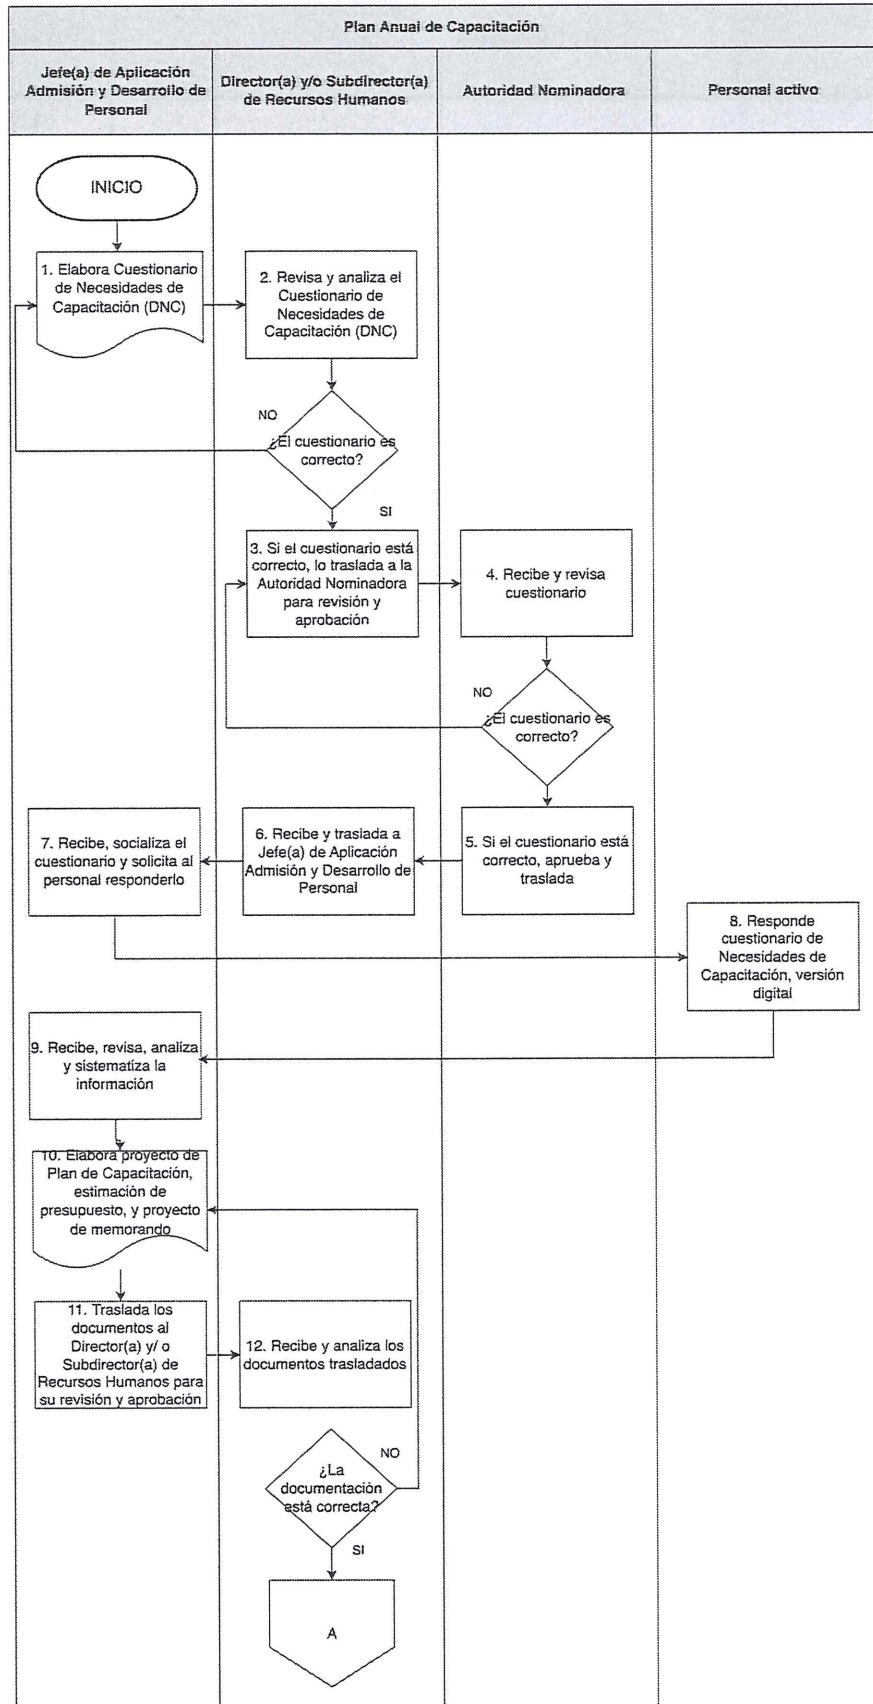 Plan Anual de Capacitación
Jefe(a) de Aplicación
Admisión y Desarrollo de
Personal
Director(a) y/o Subdirector(a)
de Recursos Humanos
Autoridad Nominadora
Personal activo
INICIO
1. Elabora Cuestionario
de Necesidades de
Capacitación (DNC)
2. Revisa y analiza el
Cuestionario de
Necesidades de
Capacitación (DNC)
NO
¿El cuestionario es
correcto?
SI
3. Si el cuestionario está
correcto, lo traslada a la
Autoridad Nominadora
para revisión y
aprobación
4. Recibe y revisa
cuestionario
NO
¿El cuestionario es
correcto?
7. Recibe, socializa el
cuestionario y solicita al
personal responderlo
6. Recibe y traslada a
Jefe(a) de Aplicación
Admisión y Desarrollo de
Personal
5. Si el cuestionario está
correcto, aprueba y
traslada
8. Responde
cuestionario de
Necesidades de
Capacitación, versión
digital
9. Recibe, revisa, analiza
y sistematiza la
información
10. Elabora proyecto de
Plan de Capacitación,
estimación de
presupuesto, y proyecto
de memorando
11. Traslada los
documentos al
Director(a) y/ o
Subdirector(a) de
Recursos Humanos para
su revisión y aprobación
12. Recibe y analiza los
documentos trasladados
NO
¿La
documentación
está correcta?
SI
A